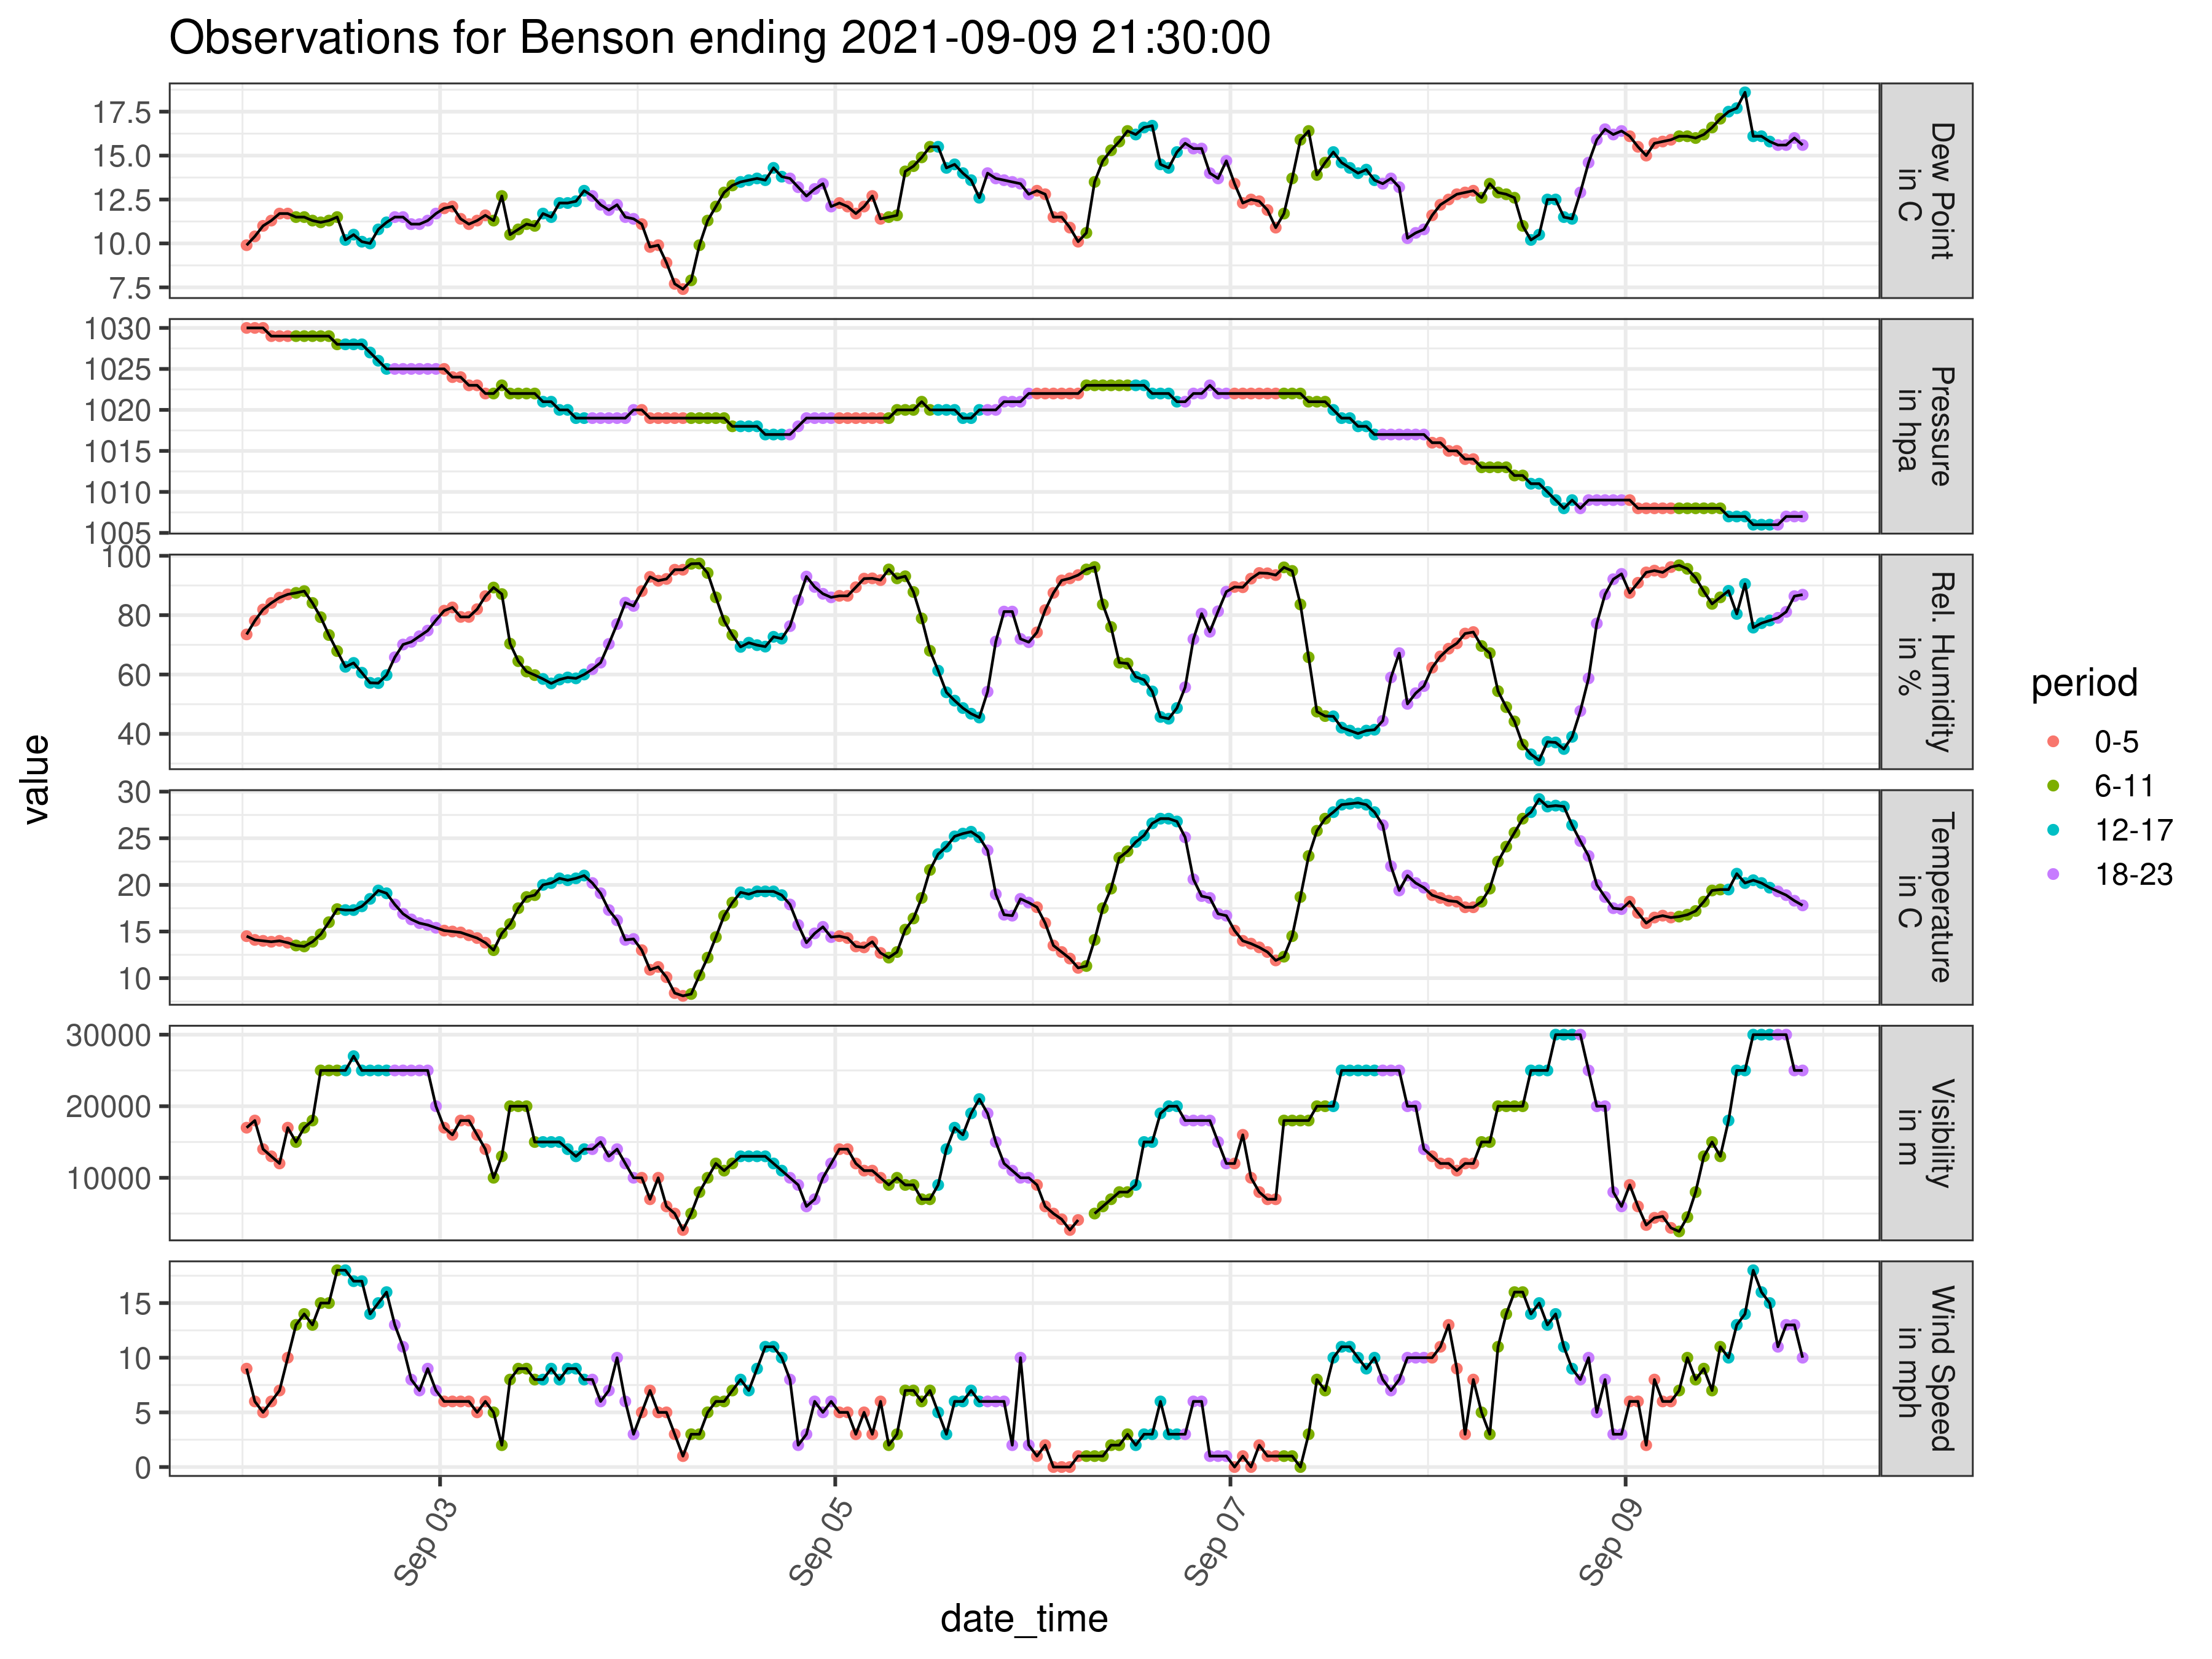 Observations for Benson ending 2021-09-09 21:30:00
17.5
15.0
12.5
10.0
7.5
Dew Point
in C
1030
1025
1020
1015
1010
1005
Pressure
in hpa
100
80
60
40
Rel. Humidity
in %
30
25
20
15
10
Temperature
in C
30000
20000
10000
Visibility
in m
15
10
5
0
Wind Speed
in mph
value
Sep 03
Sep 05
Sep 07
Sep 09
date_time
period
0-5
6-11
12-17
18-23